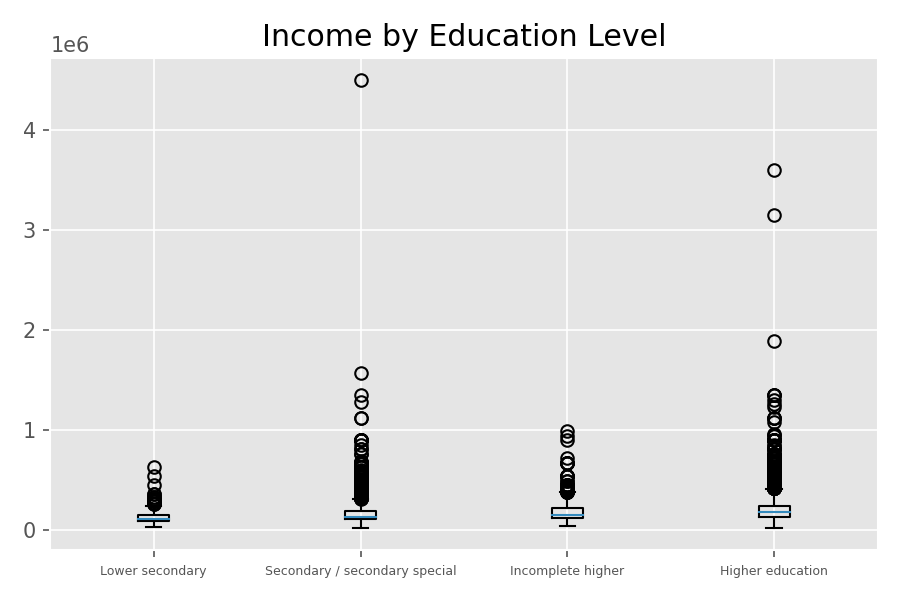 Income by Education Level
1e6
4
3
2
1
0
Lower secondary
Secondary / secondary special
Incomplete higher
Higher education